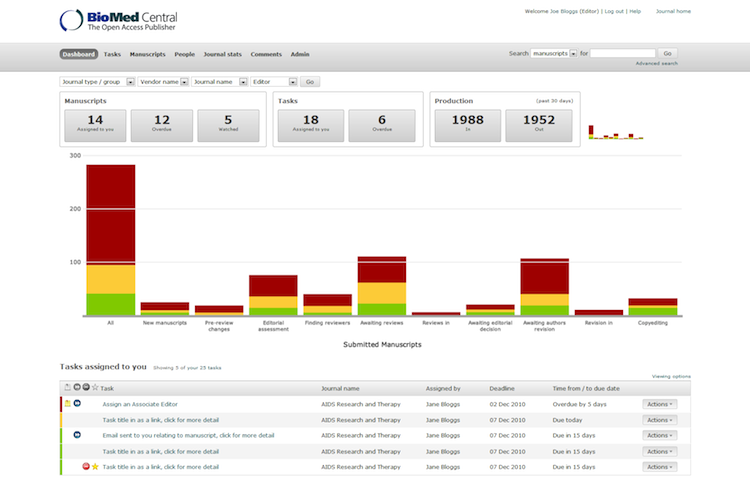 BioMed Central
The Open Access Publisher
Welcome Joe Bloggs (Editor) | Log out | Help
Journal home
Dashboard Tasks Manuscripts People Journal stats Comments Admin
Search manuscripts for Go
Advanced search
Journal type / group Vendor name Journal name Editor Go
Manuscripts
14 12 5
Assigned to you Overdue Watched
Tasks
18 6
Assigned to you Overdue
Production (past 30 days)
1988 1952
In Out
300
200
100
All New manuscripts Pre-review changes Editorial assessment Finding reviewers Awaiting reviews Reviews in Awaiting editorial decision Awaiting authors revision Revision in Copyediting
Submitted Manuscripts
Tasks assigned to you Showing 5 of your 25 tasks
Viewing options
Task Journal name Assigned by Deadline Time from / to due date
Assign an Associate Editor AIDS Research and Therapy Jane Bloggs 02 Dec 2010 Overdue by 5 days Actions
Task title in as a link, click for more detail AIDS Research and Therapy Jane Bloggs 07 Dec 2010 Due today Actions
Email sent to you relating to manuscript, click for more detail AIDS Research and Therapy Jane Bloggs 07 Dec 2010 Due in 15 days Actions
Task title in as a link, click for more detail AIDS Research and Therapy Jane Bloggs 07 Dec 2010 Due in 15 days Actions
Task title in as a link, click for more detail AIDS Research and Therapy Jane Bloggs 07 Dec 2010 Due in 15 days Actions